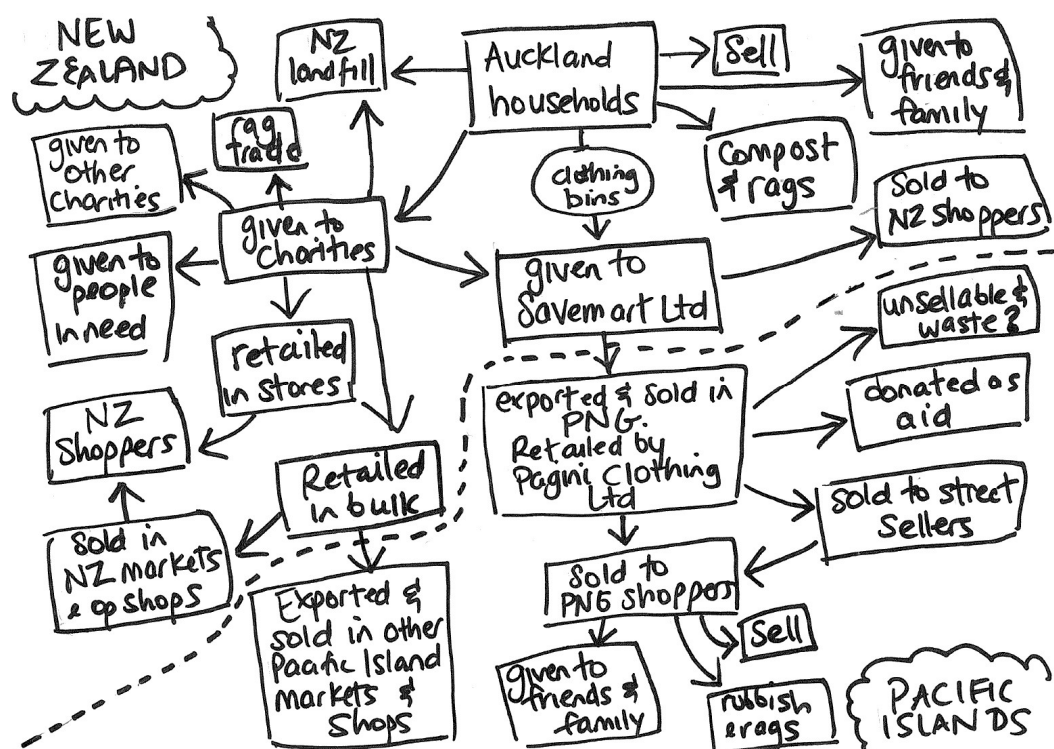 NEW
ZEALAND
NZ
landfill
Auckland
households
Sell
given to
friends &
family
rag
trade
given to
other
charities
clothing
bins
Compost
& rags
Sold to
NZ shoppers
given to
Charities
given to
people
in need
given to
Savemart Ltd
unsellable &
waste?
retailed
in stores
exported & sold in
PNG.
Retailed by
Pagini Clothing
Ltd
donated as
aid
NZ
Shoppers
Retailed
in bulk
sold to street
sellers
sold in
NZ markets
& op shops
sold to
PNG shoppers
Exported &
sold in other
Pacific Island
markets &
Shops
Sell
given to
friends &
family
rubbish
& rags
PACIFIC
ISLANDS